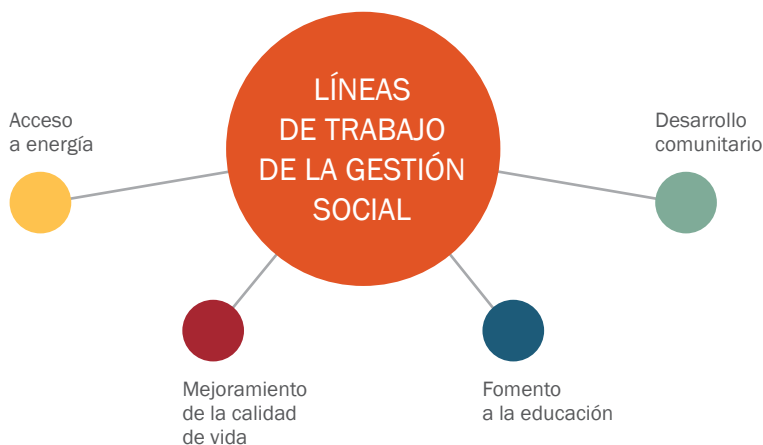 LÍNEAS
DE TRABAJO
DE LA GESTIÓN
SOCIAL
Acceso
a energía
Desarrollo
comunitario
Mejoramiento
de la calidad
de vida
Fomento
a la educación